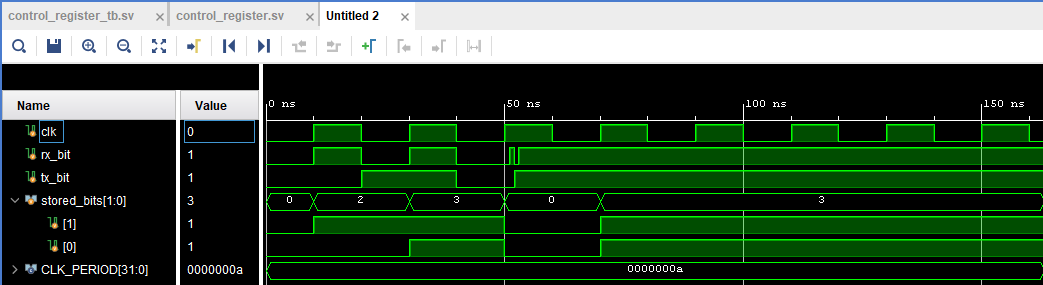 control_register_tb.sv × control_register.sv × Untitled 2 ×
Name Value
0 ns 50 ns 100 ns 150 ns
clk 0
rx_bit 1
tx_bit 1
stored_bits[1:0] 3 0 2 3 0 3
[1] 1
[0] 1
CLK_PERIOD[31:0] 0000000a 0000000a